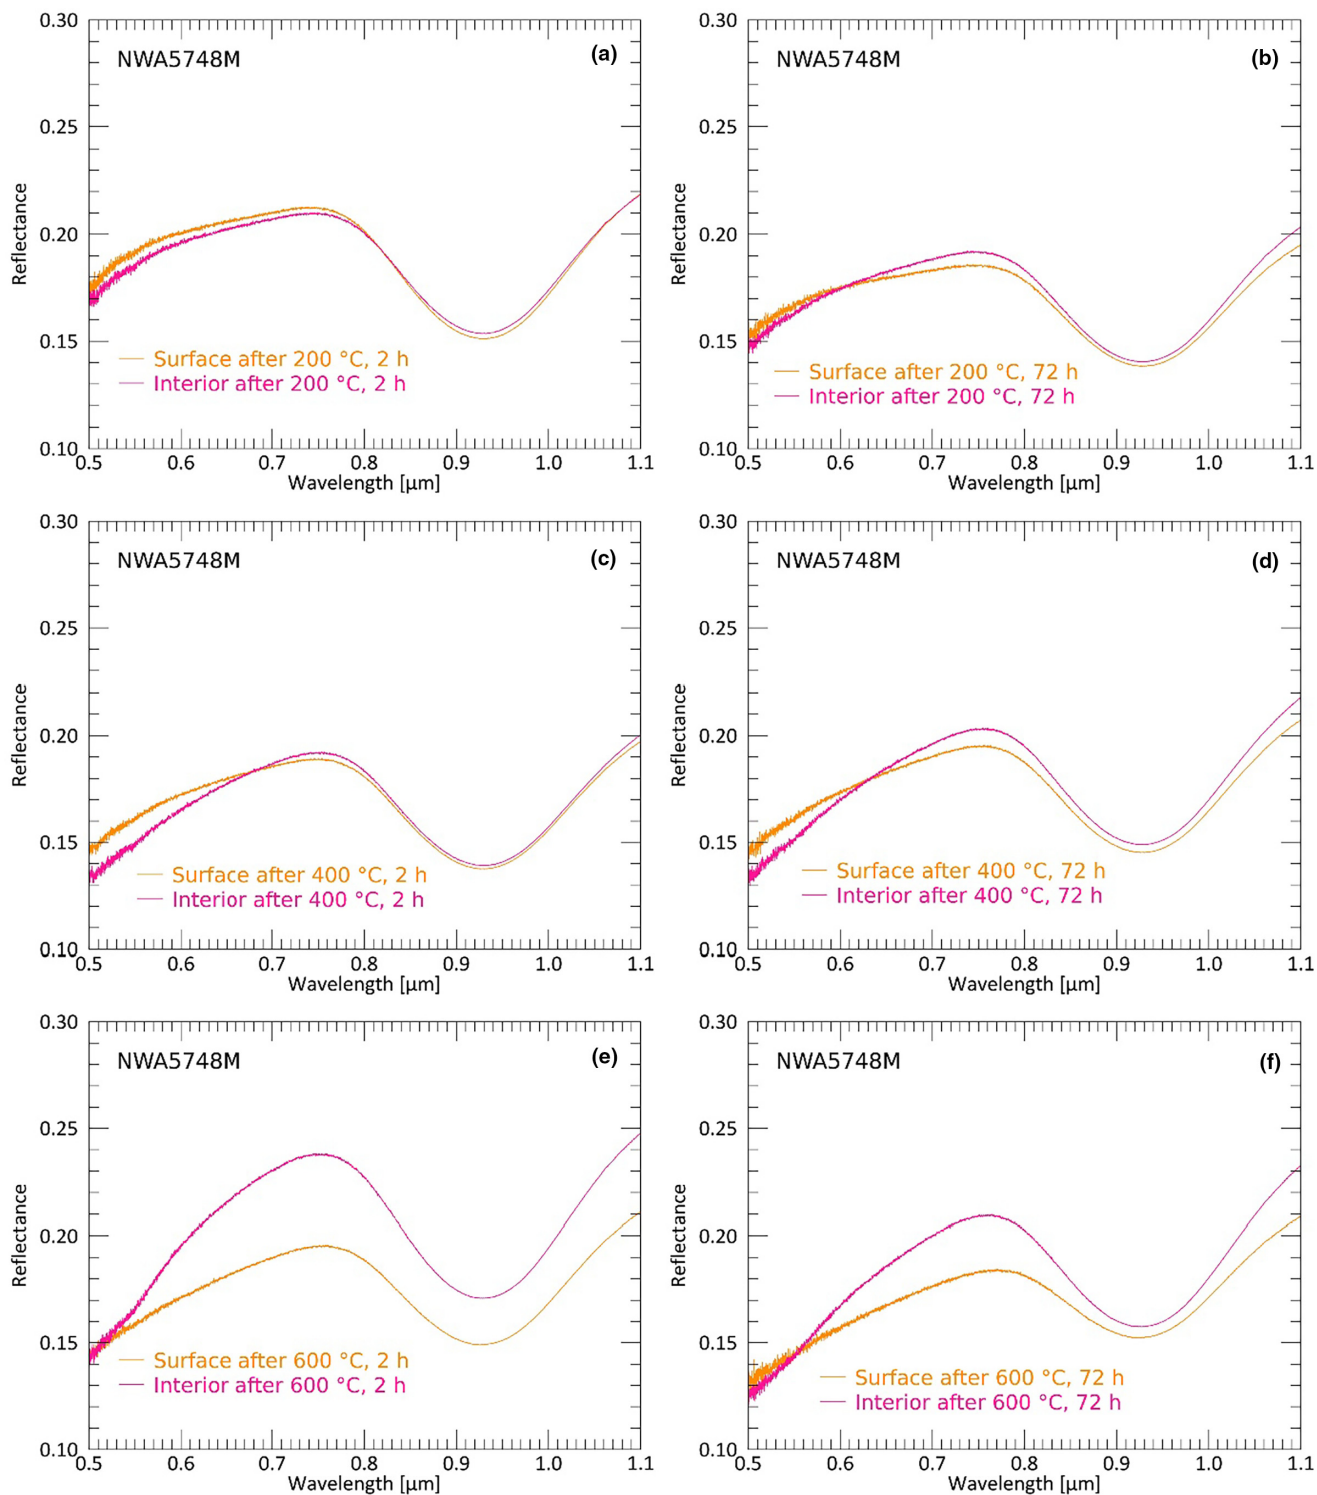 NWA5748M
(a)
Reflectance
0.30
0.25
0.20
0.15
0.10
Surface after 200 °C, 2 h
Interior after 200 °C, 2 h
0.5 0.6 0.7 0.8 0.9 1.0 1.1
Wavelength [µm]
NWA5748M
(b)
Reflectance
0.30
0.25
0.20
0.15
0.10
Surface after 200 °C, 72 h
Interior after 200 °C, 72 h
0.5 0.6 0.7 0.8 0.9 1.0 1.1
Wavelength [µm]
NWA5748M
(c)
Reflectance
0.30
0.25
0.20
0.15
0.10
Surface after 400 °C, 2 h
Interior after 400 °C, 2 h
0.5 0.6 0.7 0.8 0.9 1.0 1.1
Wavelength [µm]
NWA5748M
(d)
Reflectance
0.30
0.25
0.20
0.15
0.10
Surface after 400 °C, 72 h
Interior after 400 °C, 72 h
0.5 0.6 0.7 0.8 0.9 1.0 1.1
Wavelength [µm]
NWA5748M
(e)
Reflectance
0.30
0.25
0.20
0.15
0.10
Surface after 600 °C, 2 h
Interior after 600 °C, 2 h
0.5 0.6 0.7 0.8 0.9 1.0 1.1
Wavelength [µm]
NWA5748M
(f)
Reflectance
0.30
0.25
0.20
0.15
0.10
Surface after 600 °C, 72 h
Interior after 600 °C, 72 h
0.5 0.6 0.7 0.8 0.9 1.0 1.1
Wavelength [µm]